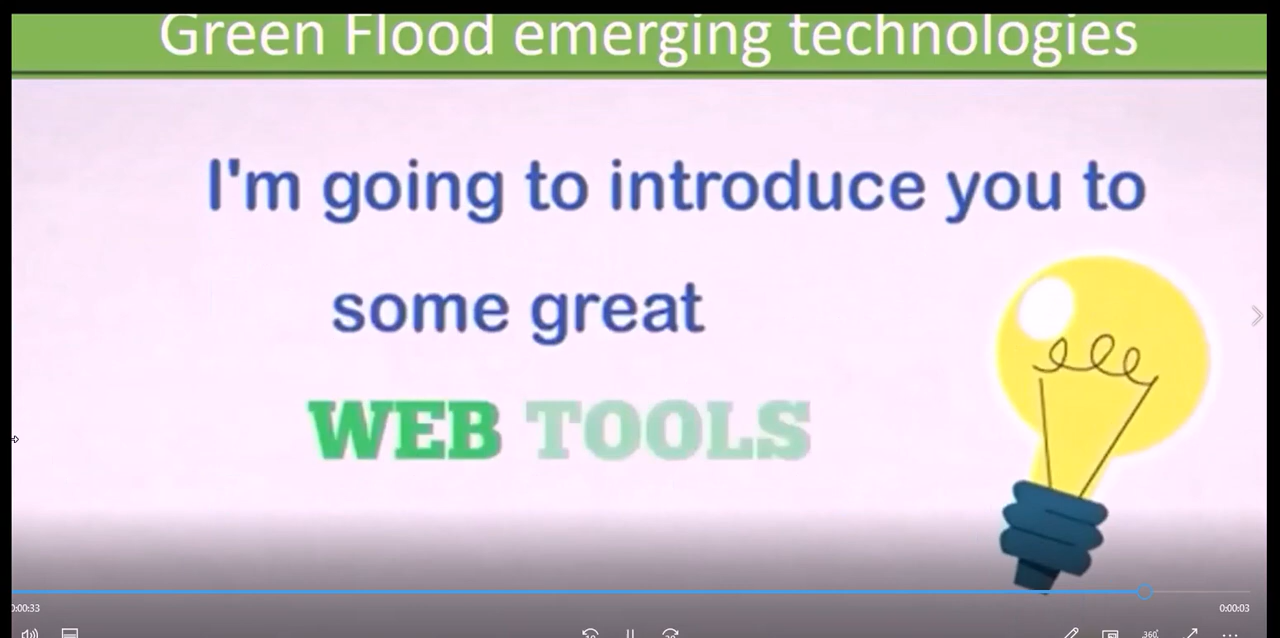 Green Flood emerging technologies
I'm going to introduce you to
some great
WEB TOOLS
0:00:33
0:00:03